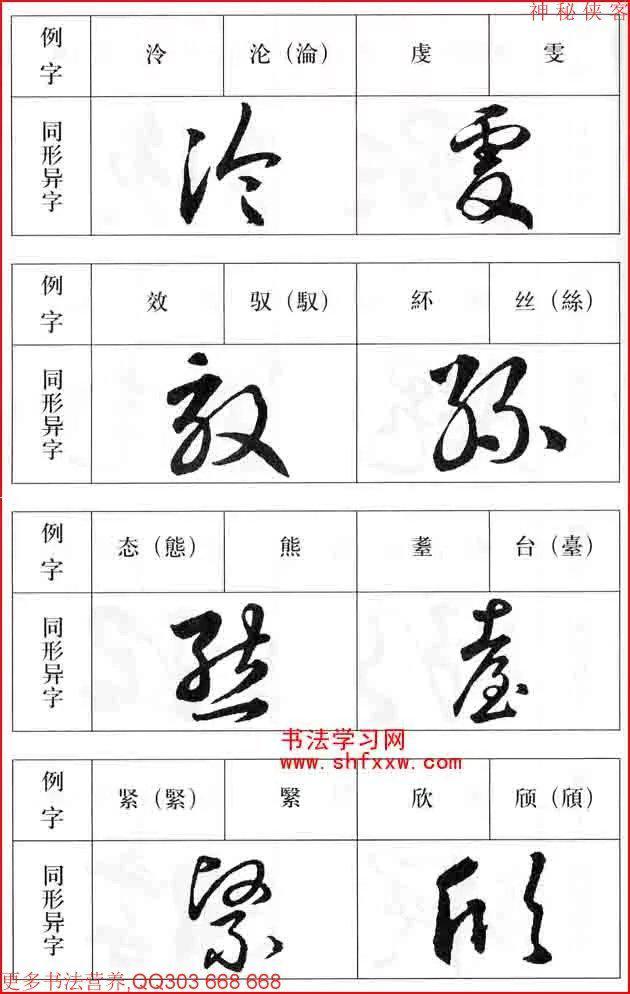 神秘侠客
例字 泠 沦（淪） 虔 雯
同形异字 泠 雯
例字 效 驭（馭） 紑 丝（絲）
同形异字 效 絲
例字 态（態） 熊 耋 台（臺）
同形异字 熊 臺
书法学习网
www.shfxxw.com
例字 紧（緊） 繄 欣 颀（頎）
同形异字 緊 欣
更多书法营养,QQ303 668 668